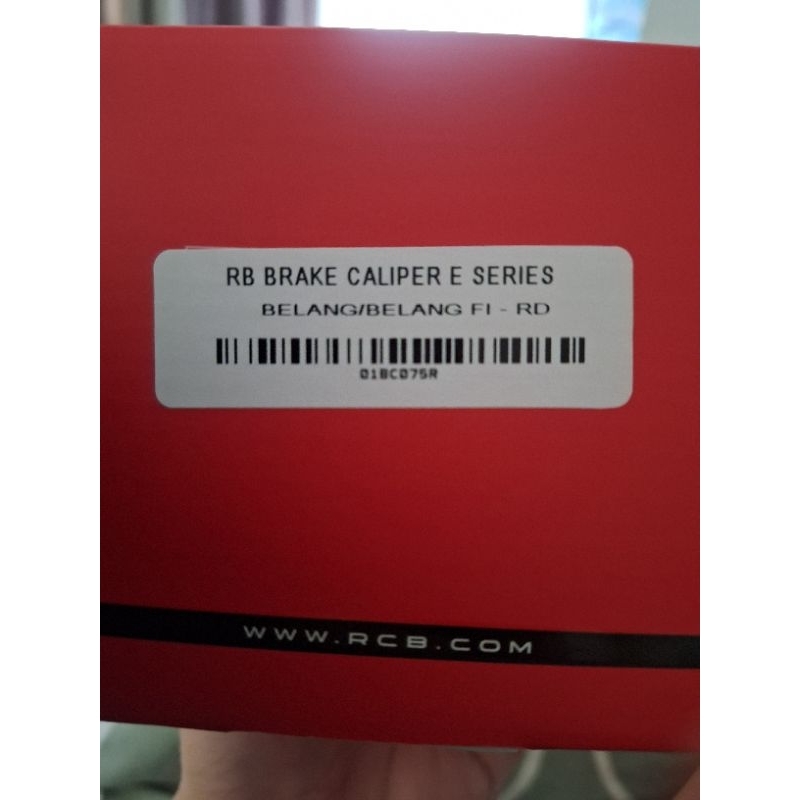 RB BRAKE CALIPER E SERIES
BELANG/BELANG FI - RD
01BC075R
WWW.RCB.COM